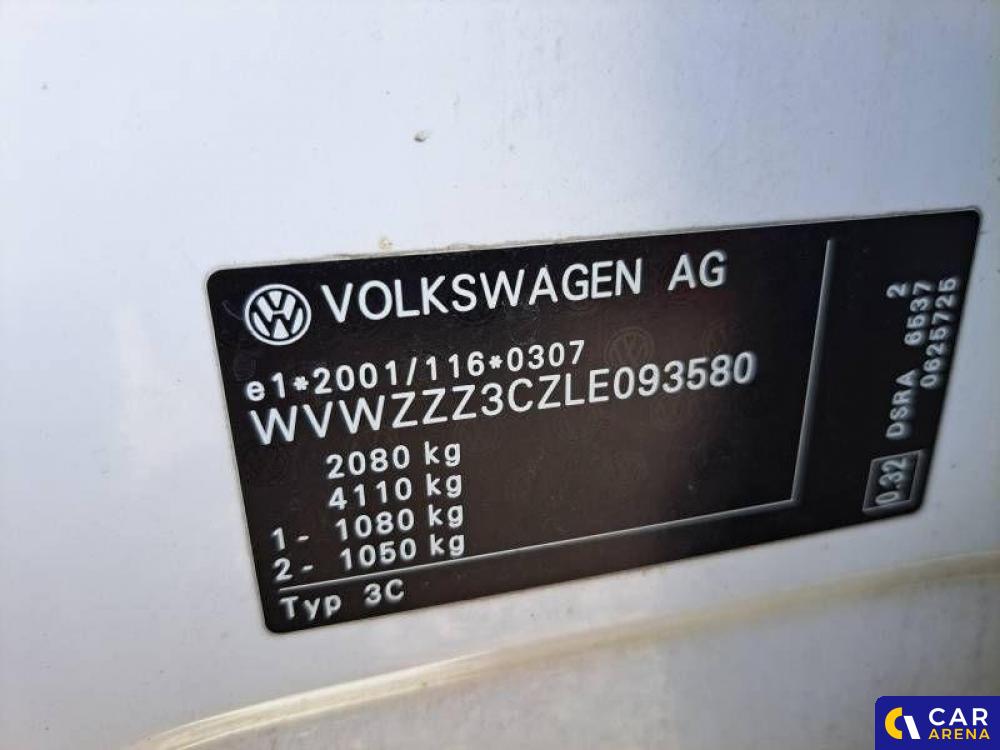 VOLKSWAGEN AG
e1*2001/116*0307
WVWZZZ3CZLE093580
2080 kg
4110 kg
1- 1080 kg
2- 1050 kg
Typ 3C
2
DSRA 6537
0625725
0.32
CAR
ARENA